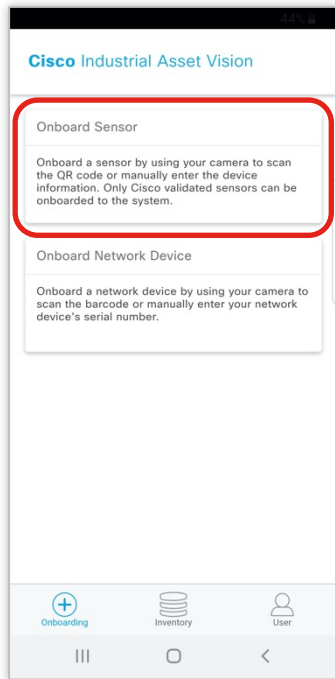 44%
Cisco Industrial Asset Vision
Onboard Sensor
Onboard a sensor by using your camera to scan
the QR code or manually enter the device
information. Only Cisco validated sensors can be
onboarded to the system.
Onboard Network Device
Onboard a network device by using your camera to
scan the barcode or manually enter your network
device's serial number.
Onboarding
Inventory
User